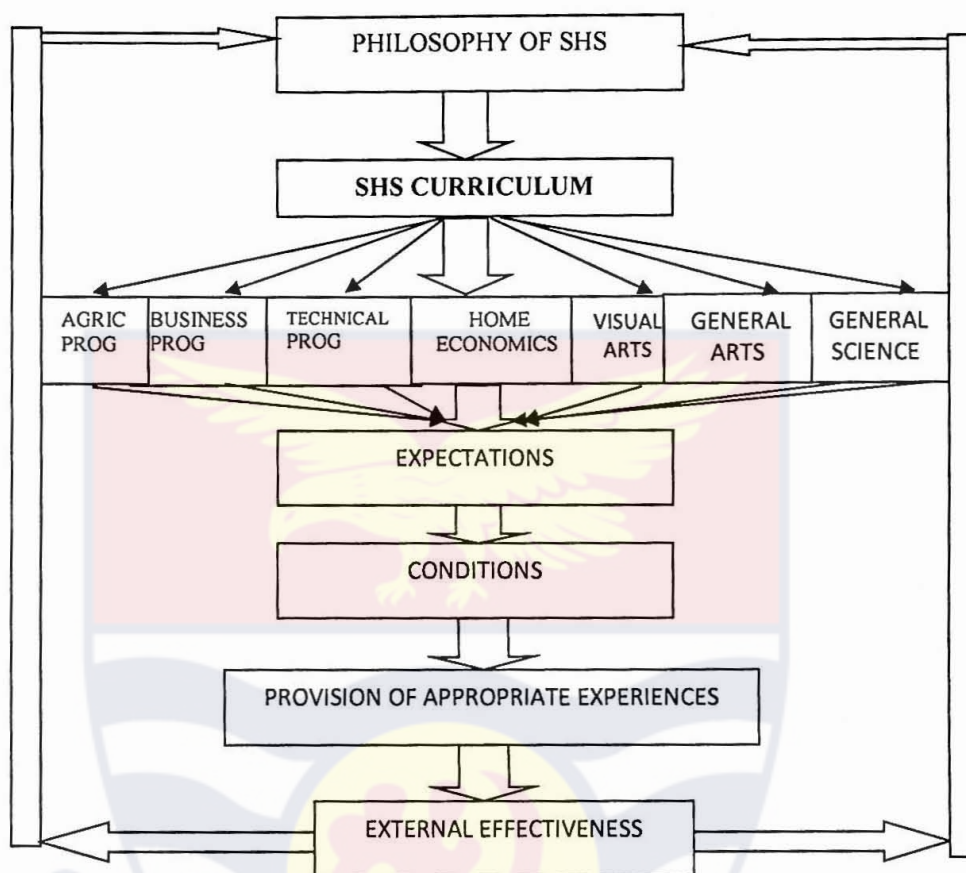 PHILOSOPHY OF SHS
SHS CURRICULUM
AGRIC
PROG
BUSINESS
PROG
TECHNICAL
PROG
HOME
ECONOMICS
VISUAL
ARTS
GENERAL
ARTS
GENERAL
SCIENCE
EXPECTATIONS
CONDITIONS
PROVISION OF APPROPRIATE EXPERIENCES
EXTERNAL EFFECTIVENESS